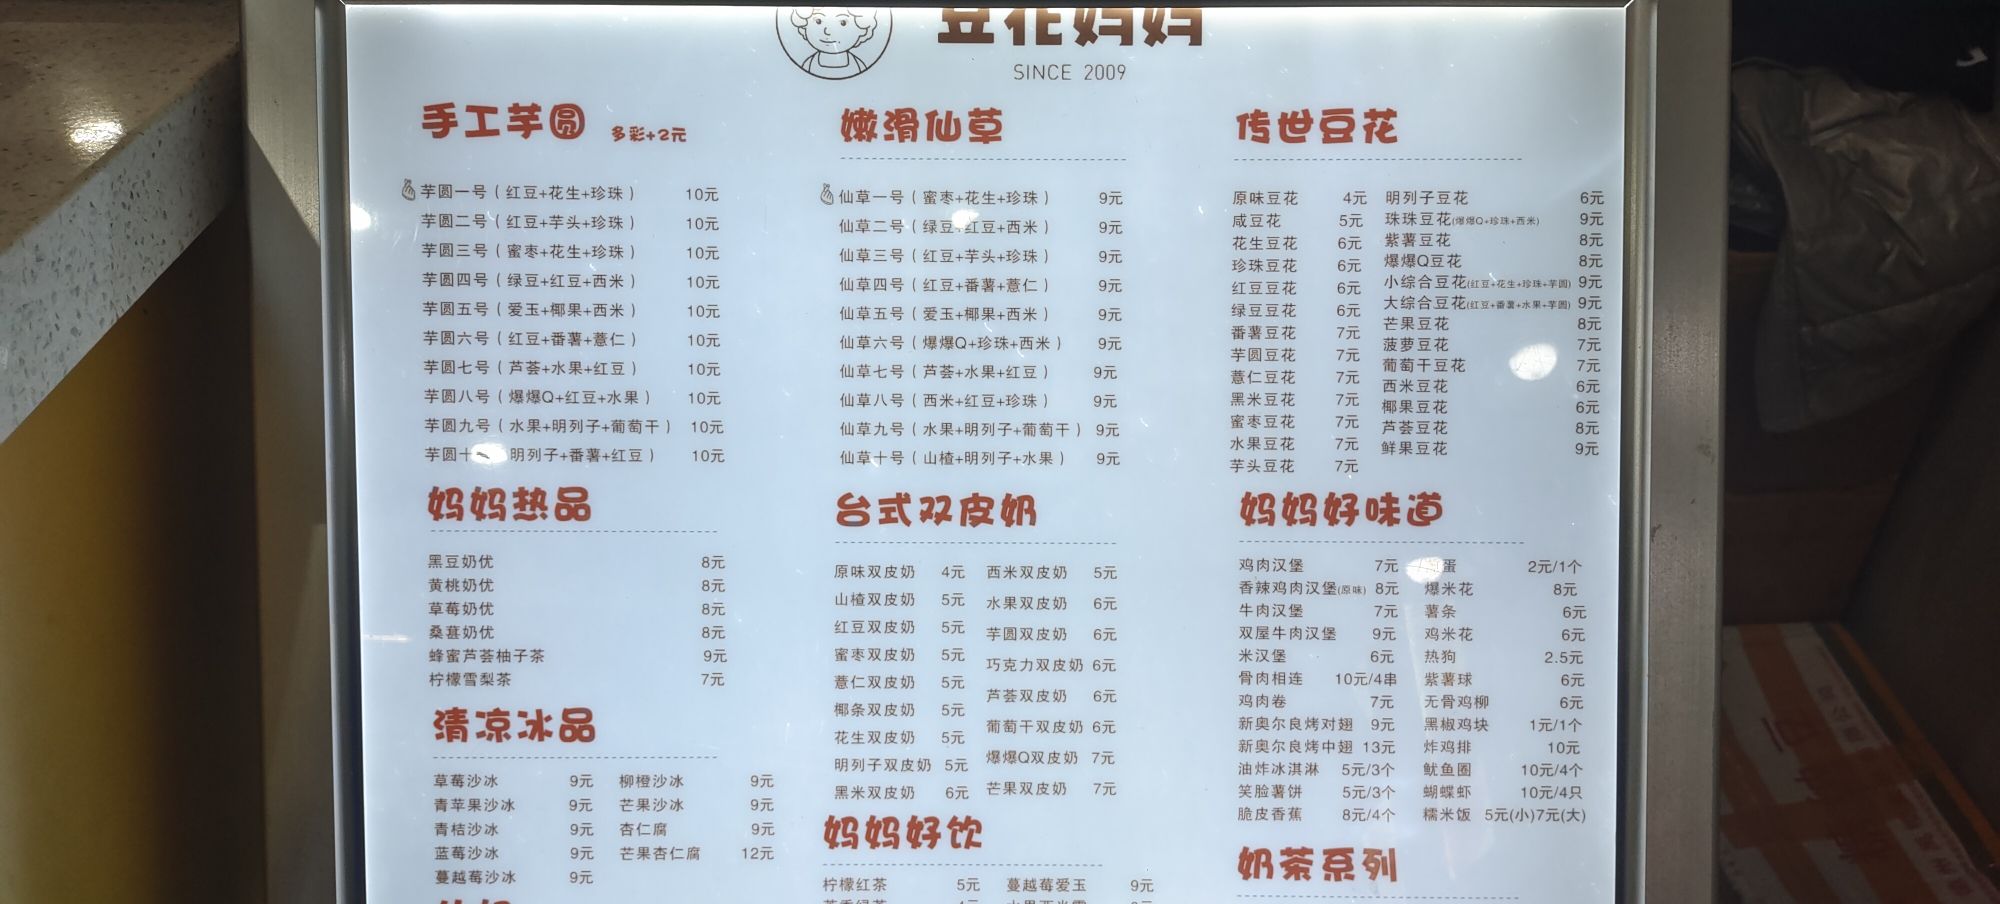 豆花妈妈
SINCE 2009
手工芋圆 多彩+2元
芋圆一号（红豆+花生+珍珠） 10元
芋圆二号（红豆+芋头+珍珠） 10元
芋圆三号（蜜枣+花生+珍珠） 10元
芋圆四号（绿豆+红豆+西米） 10元
芋圆五号（爱玉+椰果+西米） 10元
芋圆六号（红豆+番薯+薏仁） 10元
芋圆七号（芦荟+水果+红豆） 10元
芋圆八号（爆爆Q+红豆+水果） 10元
芋圆九号（水果+明列子+葡萄干） 10元
芋圆十 明列子+番薯+红豆） 10元
妈妈热品
黑豆奶优 8元
黄桃奶优 8元
草莓奶优 8元
桑葚奶优 8元
蜂蜜芦荟柚子茶 9元
柠檬雪梨茶 7元
清凉冰品
草莓沙冰 9元 柳橙沙冰 9元
青苹果沙冰 9元 芒果沙冰 9元
青桔沙冰 9元 杏仁腐 9元
蓝莓沙冰 9元 芒果杏仁腐 12元
蔓越莓沙冰 9元
嫩滑仙草
仙草一号（蜜枣+花生+珍珠） 9元
仙草二号（绿豆+红豆+西米） 9元
仙草三号（红豆+芋头+珍珠） 9元
仙草四号（红豆+番薯+薏仁） 9元
仙草五号（爱玉+椰果+西米） 9元
仙草六号（爆爆Q+珍珠+西米） 9元
仙草七号（芦荟+水果+红豆） 9元
仙草八号（西米+红豆+珍珠） 9元
仙草九号（水果+明列子+葡萄干） 9元
仙草十号（山楂+明列子+水果） 9元
台式双皮奶
原味双皮奶 4元 西米双皮奶 5元
山楂双皮奶 5元 水果双皮奶 6元
红豆双皮奶 5元 芋圆双皮奶 6元
蜜枣双皮奶 5元 巧克力双皮奶 6元
薏仁双皮奶 5元 芦荟双皮奶 6元
椰条双皮奶 5元 葡萄干双皮奶 6元
花生双皮奶 5元 爆爆Q双皮奶 7元
明列子双皮奶 5元 芒果双皮奶 7元
黑米双皮奶 6元
妈妈好饮
柠檬红茶 5元 蔓越莓爱玉 9元
传世豆花
原味豆花 4元 明列子豆花 6元
咸豆花 5元 珠珠豆花(爆爆Q+珍珠+西米) 9元
花生豆花 6元 紫薯豆花 8元
珍珠豆花 6元 爆爆Q豆花 8元
红豆豆花 6元 小综合豆花(红豆+花生+珍珠+芋圆) 9元
绿豆豆花 6元 大综合豆花(红豆+番薯+水果+芋圆) 9元
番薯豆花 7元 芒果豆花 8元
芋圆豆花 7元 菠萝豆花 7元
薏仁豆花 7元 葡萄干豆花 7元
黑米豆花 7元 西米豆花 6元
蜜枣豆花 7元 椰果豆花 6元
水果豆花 7元 芦荟豆花 8元
芋头豆花 7元 鲜果豆花 9元
妈妈好味道
鸡肉汉堡 7元 蛋 2元/1个
香辣鸡肉汉堡(原味) 8元 爆米花 8元
牛肉汉堡 7元 薯条 6元
双屋牛肉汉堡 9元 鸡米花 6元
米汉堡 6元 热狗 2.5元
骨肉相连 10元/4串 紫薯球 6元
鸡肉卷 7元 无骨鸡柳 6元
新奥尔良烤对翅 9元 黑椒鸡块 1元/1个
新奥尔良烤中翅 13元 炸鸡排 10元
油炸冰淇淋 5元/3个 鱿鱼圈 10元/4个
笑脸薯饼 5元/3个 蝴蝶虾 10元/4只
脆皮香蕉 8元/4个 糯米饭 5元(小)7元(大)
奶茶系列